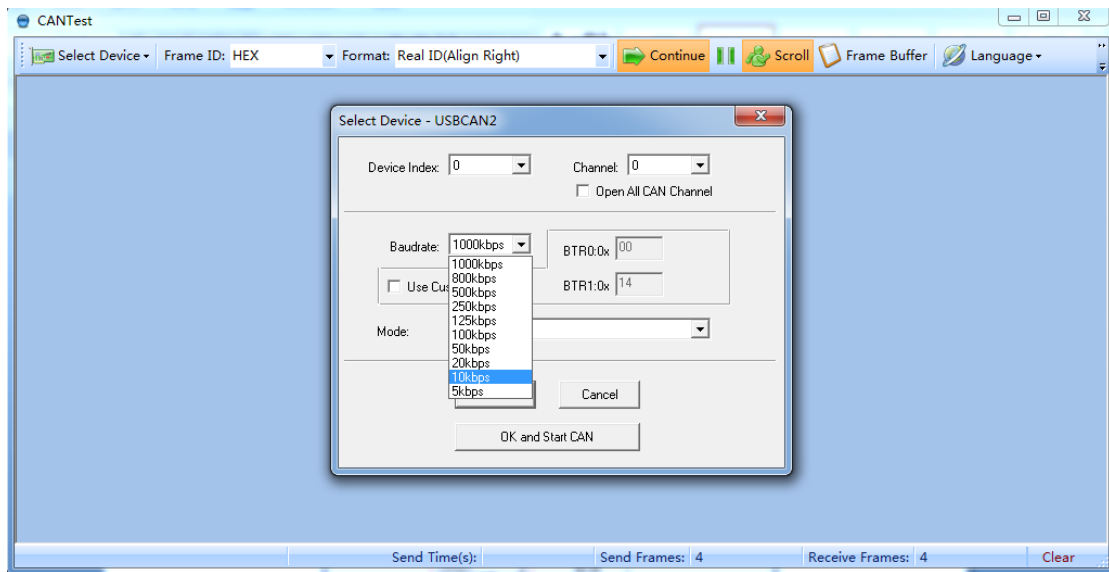 CANTest
Select Device Frame ID: HEX Format: Real ID(Align Right) Continue Scroll Frame Buffer Language
Select Device - USBCAN2
Device Index: 0 Channel: 0
Open All CAN Channel
Baudrate: 1000kbps BTR0:0x 00
1000kbps
800kbps
Use Cus BTR1:0x 14
500kbps
250kbps
125kbps
Mode:
100kbps
50kbps
20kbps
10kbps
5kbps
Cancel
OK and Start CAN
Send Time(s): Send Frames: 4 Receive Frames: 4 Clear